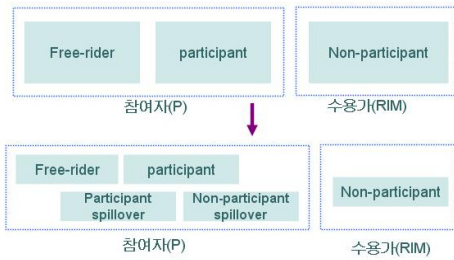 Free-rider
participant
Non-participant
참여자(P)
수용가(RIM)
Free-rider
participant
Participant
spillover
Non-participant
spillover
Non-participant
참여자(P)
수용가(RIM)